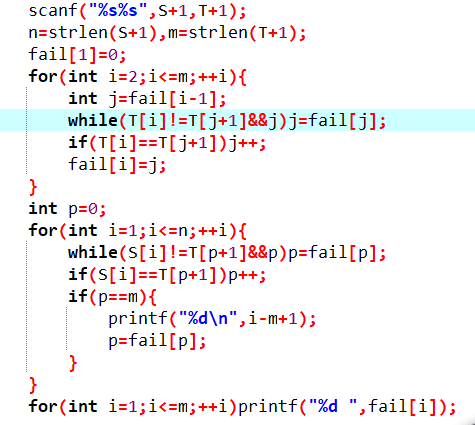 scanf("%s%s",S+1,T+1);
n=strlen(S+1),m=strlen(T+1);
fail[1]=0;
for(int i=2;i<=m;++i){
    int j=fail[i-1];
    while(T[i]!=T[j+1]&&j)j=fail[j];
    if(T[i]==T[j+1])j++;
    fail[i]=j;
}
int p=0;
for(int i=1;i<=n;++i){
    while(S[i]!=T[p+1]&&p)p=fail[p];
    if(S[i]==T[p+1])p++;
    if(p==m){
        printf("%d\n",i-m+1);
        p=fail[p];
    }
}
for(int i=1;i<=m;++i)printf("%d ",fail[i]);